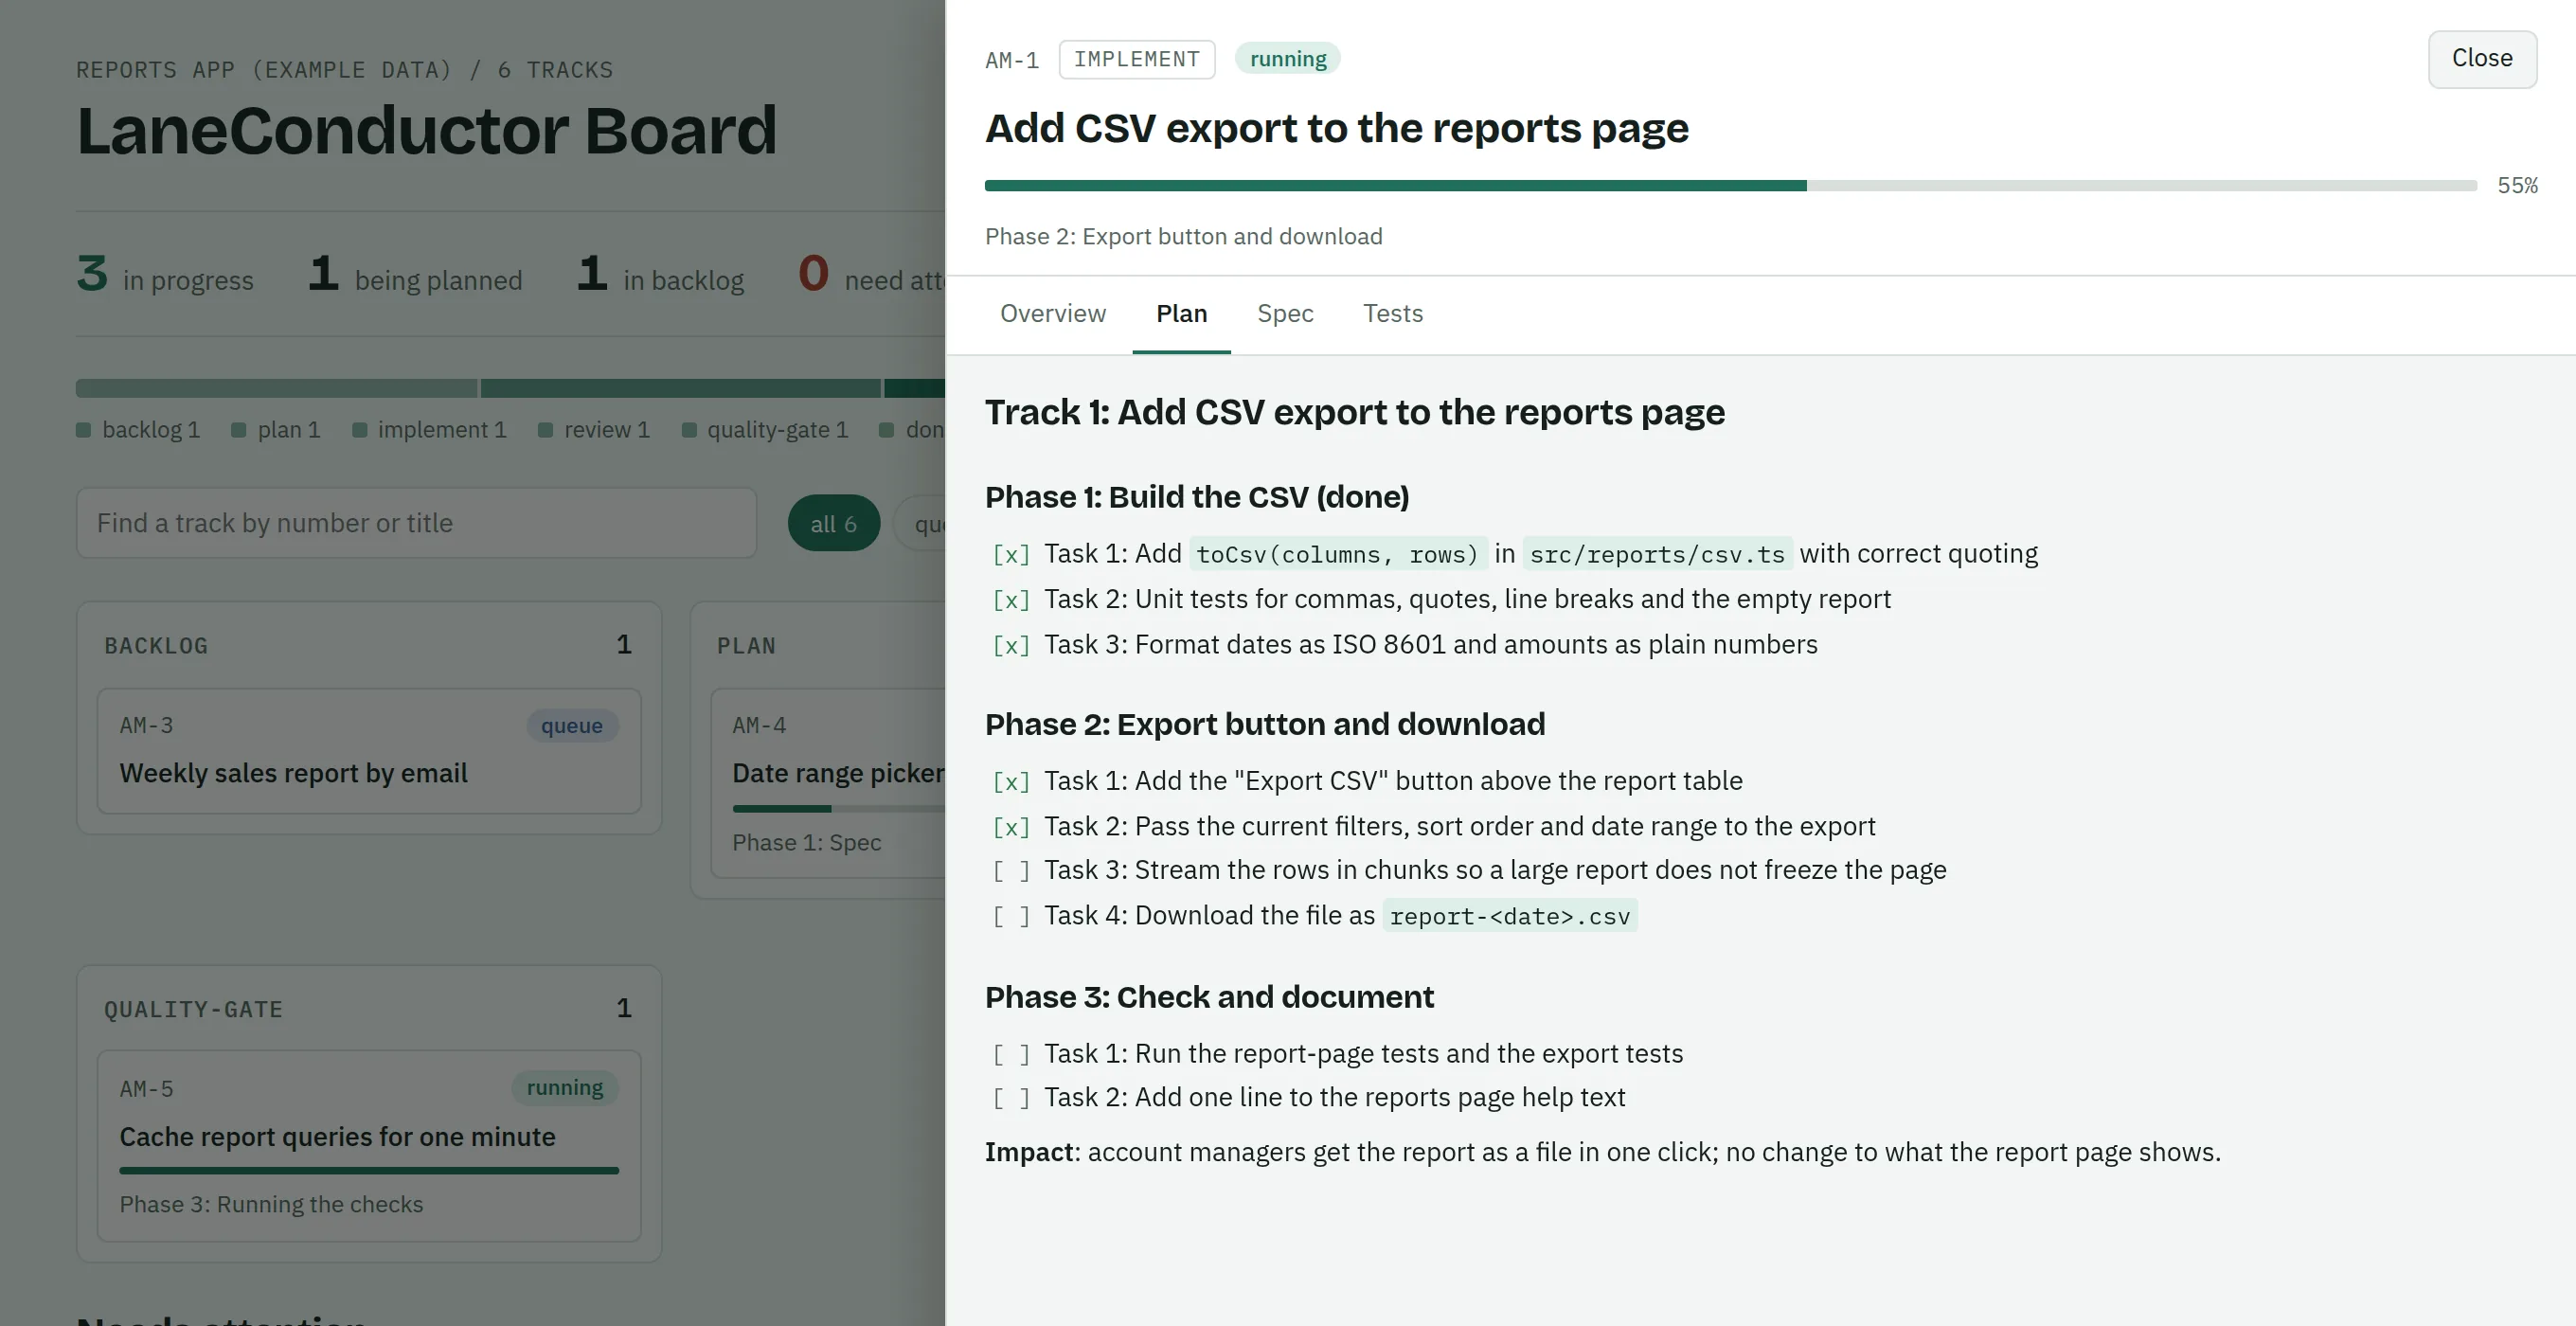 REPORTS APP (EXAMPLE DATA) / 6 TRACKS
LaneConductor Board
3 in progress 1 being planned 1 in backlog 0 need
backlog 1 plan 1 implement 1 review 1 quality-gate 1
Find a track by number or title
all 6
BACKLOG 1
AM-3 queue
Weekly sales report by email
PLAN
AM-4
Date range picker
Phase 1: Spec
QUALITY-GATE 1
AM-5 running
Cache report queries for one minute
Phase 3: Running the checks
AM-1 IMPLEMENT running
Close
Add CSV export to the reports page
55%
Phase 2: Export button and download
Overview Plan Spec Tests
Track 1: Add CSV export to the reports page
Phase 1: Build the CSV (done)
[x] Task 1: Add toCsv(columns, rows) in src/reports/csv.ts with correct quoting
[x] Task 2: Unit tests for commas, quotes, line breaks and the empty report
[x] Task 3: Format dates as ISO 8601 and amounts as plain numbers
Phase 2: Export button and download
[x] Task 1: Add the "Export CSV" button above the report table
[x] Task 2: Pass the current filters, sort order and date range to the export
[ ] Task 3: Stream the rows in chunks so a large report does not freeze the page
[ ] Task 4: Download the file as report-<date>.csv
Phase 3: Check and document
[ ] Task 1: Run the report-page tests and the export tests
[ ] Task 2: Add one line to the reports page help text
Impact: account managers get the report as a file in one click; no change to what the report page shows.